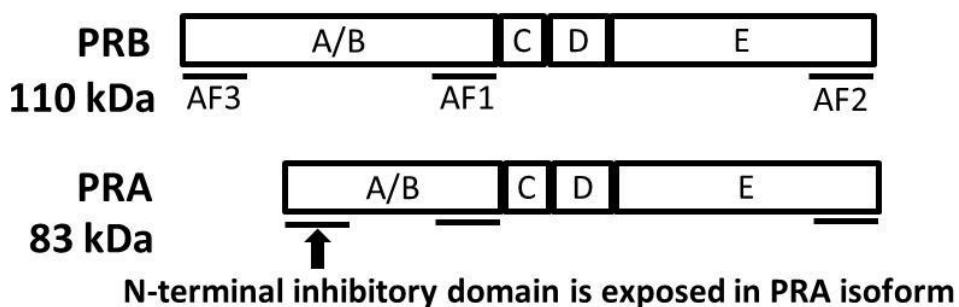 PRB A/B C D E
110 kDa AF3 AF1 AF2
PRA A/B C D E
83 kDa
N-terminal inhibitory domain is exposed in PRA isoform